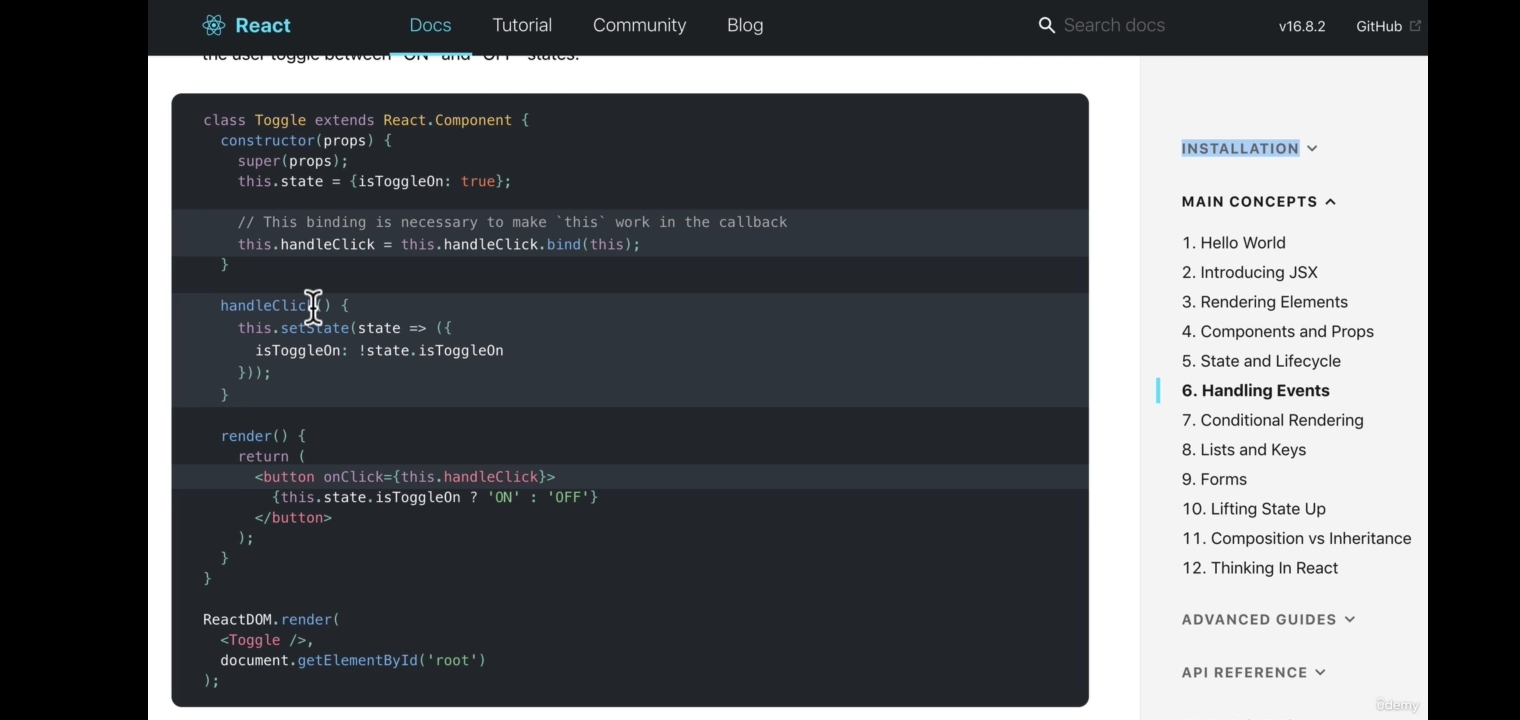 React
Docs
Tutorial
Community
Blog
Search docs
v16.8.2
GitHub
the user toggle between "ON" and "OFF" states:
class Toggle extends React.Component {
constructor(props) {
super(props);
this.state = {isToggleOn: true};
// This binding is necessary to make `this` work in the callback
this.handleClick = this.handleClick.bind(this);
}
handleClick() {
this.setState(state => ({
isToggleOn: !state.isToggleOn
}));
}
render() {
return (
<button onClick={this.handleClick}>
{this.state.isToggleOn ? 'ON' : 'OFF'}
</button>
);
}
}
ReactDOM.render(
<Toggle />,
document.getElementById('root')
);
INSTALLATION
MAIN CONCEPTS
1. Hello World
2. Introducing JSX
3. Rendering Elements
4. Components and Props
5. State and Lifecycle
6. Handling Events
7. Conditional Rendering
8. Lists and Keys
9. Forms
10. Lifting State Up
11. Composition vs Inheritance
12. Thinking In React
ADVANCED GUIDES
API REFERENCE
ûdemy